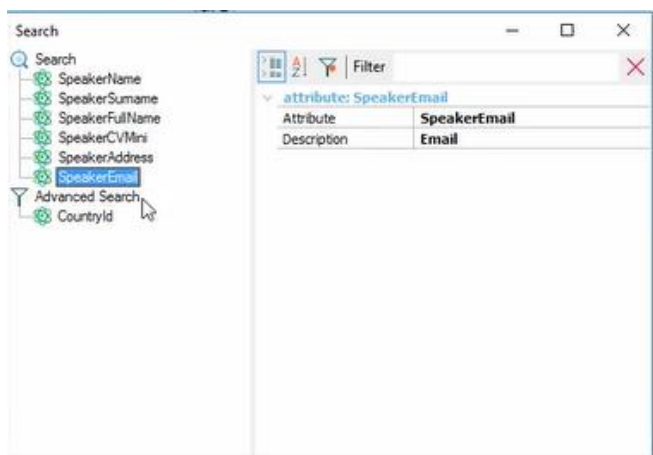 Search
Search
SpeakerName
SpeakerSurname
SpeakerFullName
SpeakerCVMini
SpeakerAddress
SpeakerEmail
Advanced Search
CountryId
Filter
attribute: SpeakerEmail
Attribute SpeakerEmail
Description Email